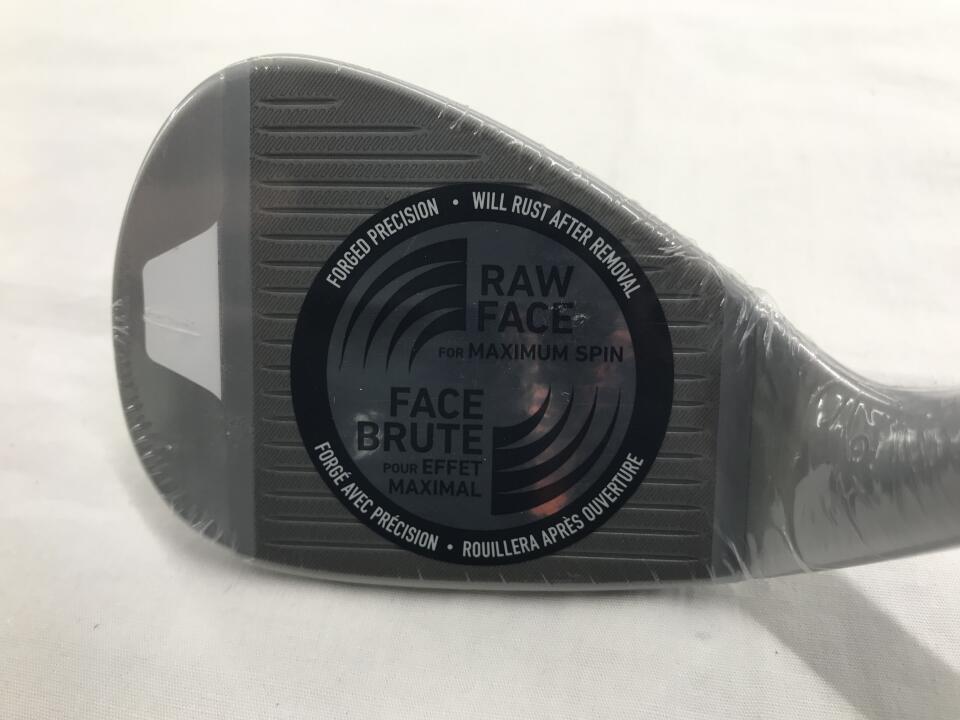 FORGED PRECISION • WILL RUST AFTER REMOVAL
RAW
FACE
FOR MAXIMUM SPIN
FACE
BRUTE
POUR EFFET
MAXIMAL
FORGÉ AVEC PRÉCISION • ROUILLERA APRÈS OUVERTURE